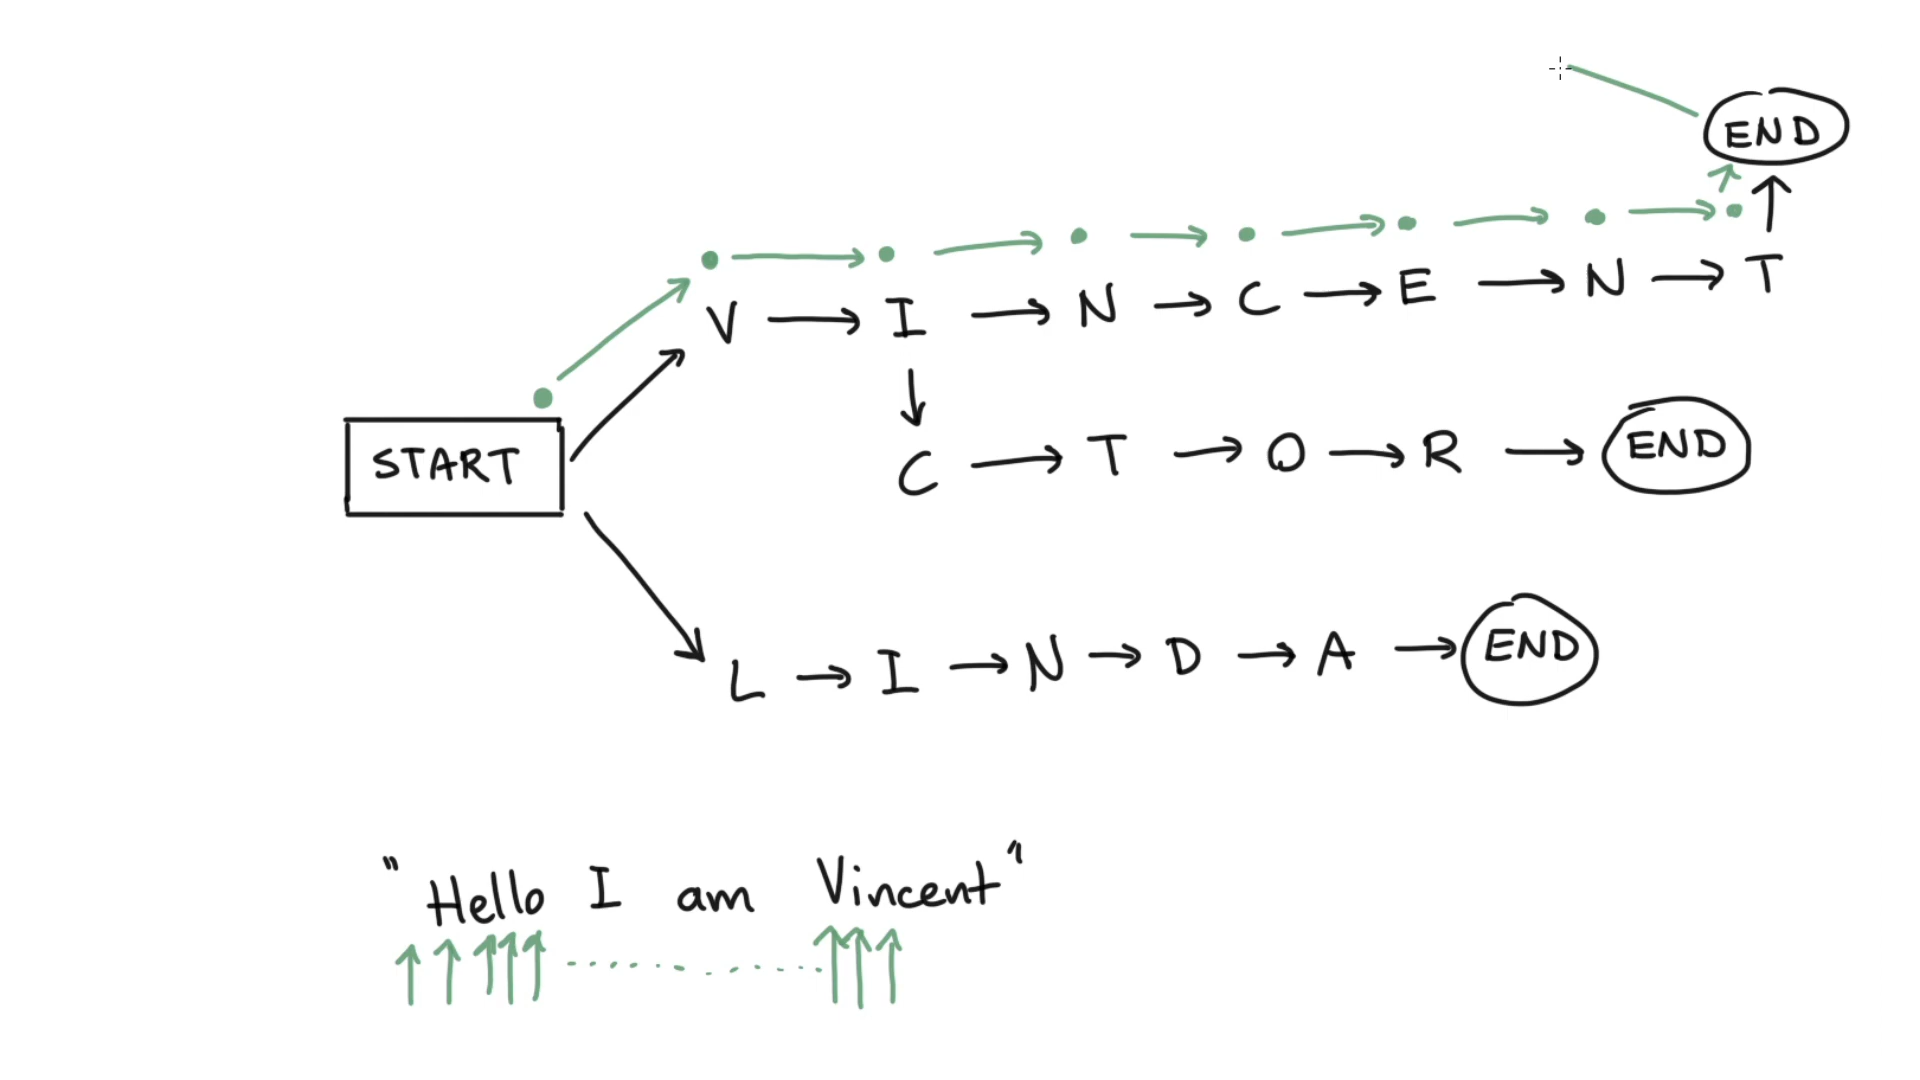 END
V → I → N → C → E → N → T
START
C → T → O → R → END
L → I → N → D → A → END
"Hello I am Vincent"